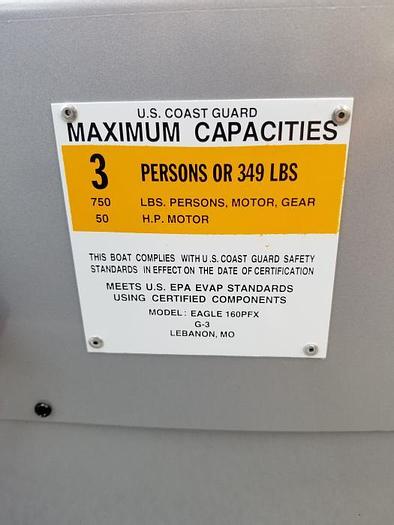 U.S. COAST GUARD
MAXIMUM CAPACITIES
3 PERSONS OR 349 LBS
750 LBS. PERSONS, MOTOR, GEAR
50 H.P. MOTOR
THIS BOAT COMPLIES WITH U.S. COAST GUARD SAFETY
STANDARDS IN EFFECT ON THE DATE OF CERTIFICATION
MEETS U.S. EPA EVAP STANDARDS
USING CERTIFIED COMPONENTS
MODEL: EAGLE 160PFX
G-3
LEBANON, MO